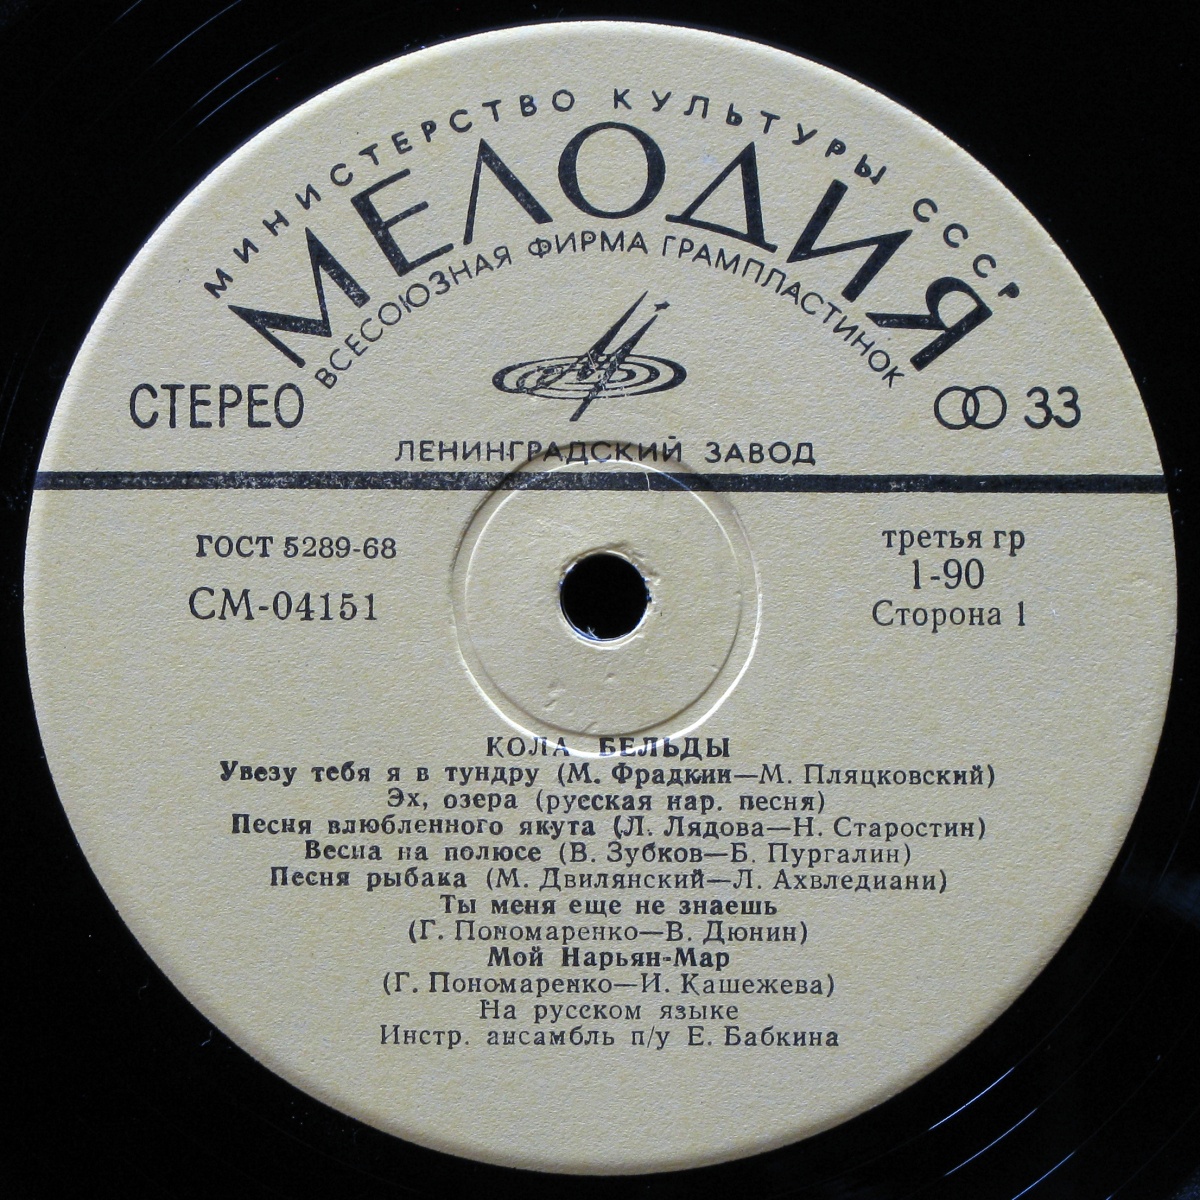 МИНИСТЕРСТВО КУЛЬТУРЫ СССР
МЕЛОДИЯ
ВСЕСОЮЗНАЯ ФИРМА ГРАМПЛАСТИНОК
СТЕРЕО
33
ЛЕНИНГРАДСКИЙ ЗАВОД
ГОСТ 5289-68
СМ-04151
третья гр
1-90
Сторона 1
КОЛА БЕЛЬДЫ
Увезу тебя я в тундру (М. Фрадкин—М. Пляцковский)
Эх, озера (русская нар. песня)
Песня влюбленного якута (Л. Лядова—Н. Старостин)
Весна на полюсе (В. Зубков—Б. Пургалин)
Песня рыбака (М. Двилянский—Л. Ахвледиани)
Ты меня еще не знаешь
(Г. Пономаренко—В. Дюнин)
Мой Нарьян-Мар
(Г. Пономаренко—И. Кашежева)
На русском языке
Инстр. ансамбль п/у Е. Бабкина